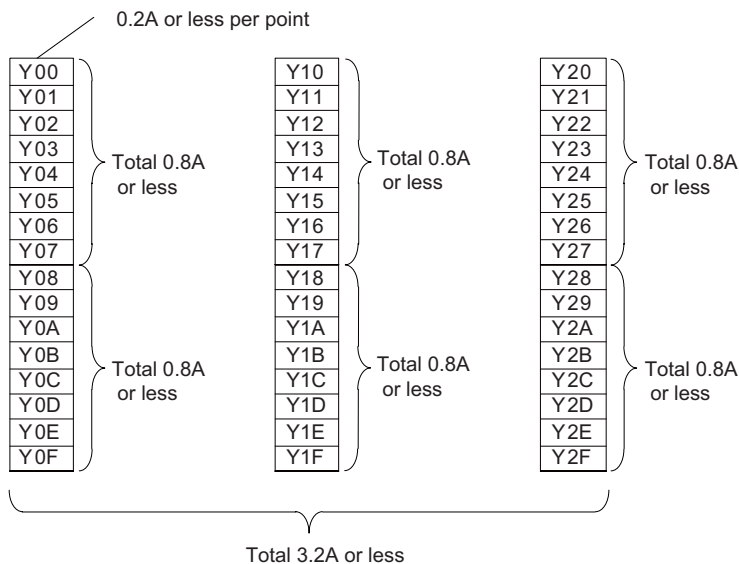 0.2A or less per point
Y00
Y01
Y02
Y03
Y04
Y05
Y06
Y07
Total 0.8A
or less
Y08
Y09
Y0A
Y0B
Y0C
Y0D
Y0E
Y0F
Total 0.8A
or less
Y10
Y11
Y12
Y13
Y14
Y15
Y16
Y17
Total 0.8A
or less
Y18
Y19
Y1A
Y1B
Y1C
Y1D
Y1E
Y1F
Total 0.8A
or less
Y20
Y21
Y22
Y23
Y24
Y25
Y26
Y27
Total 0.8A
or less
Y28
Y29
Y2A
Y2B
Y2C
Y2D
Y2E
Y2F
Total 0.8A
or less
Total 3.2A or less